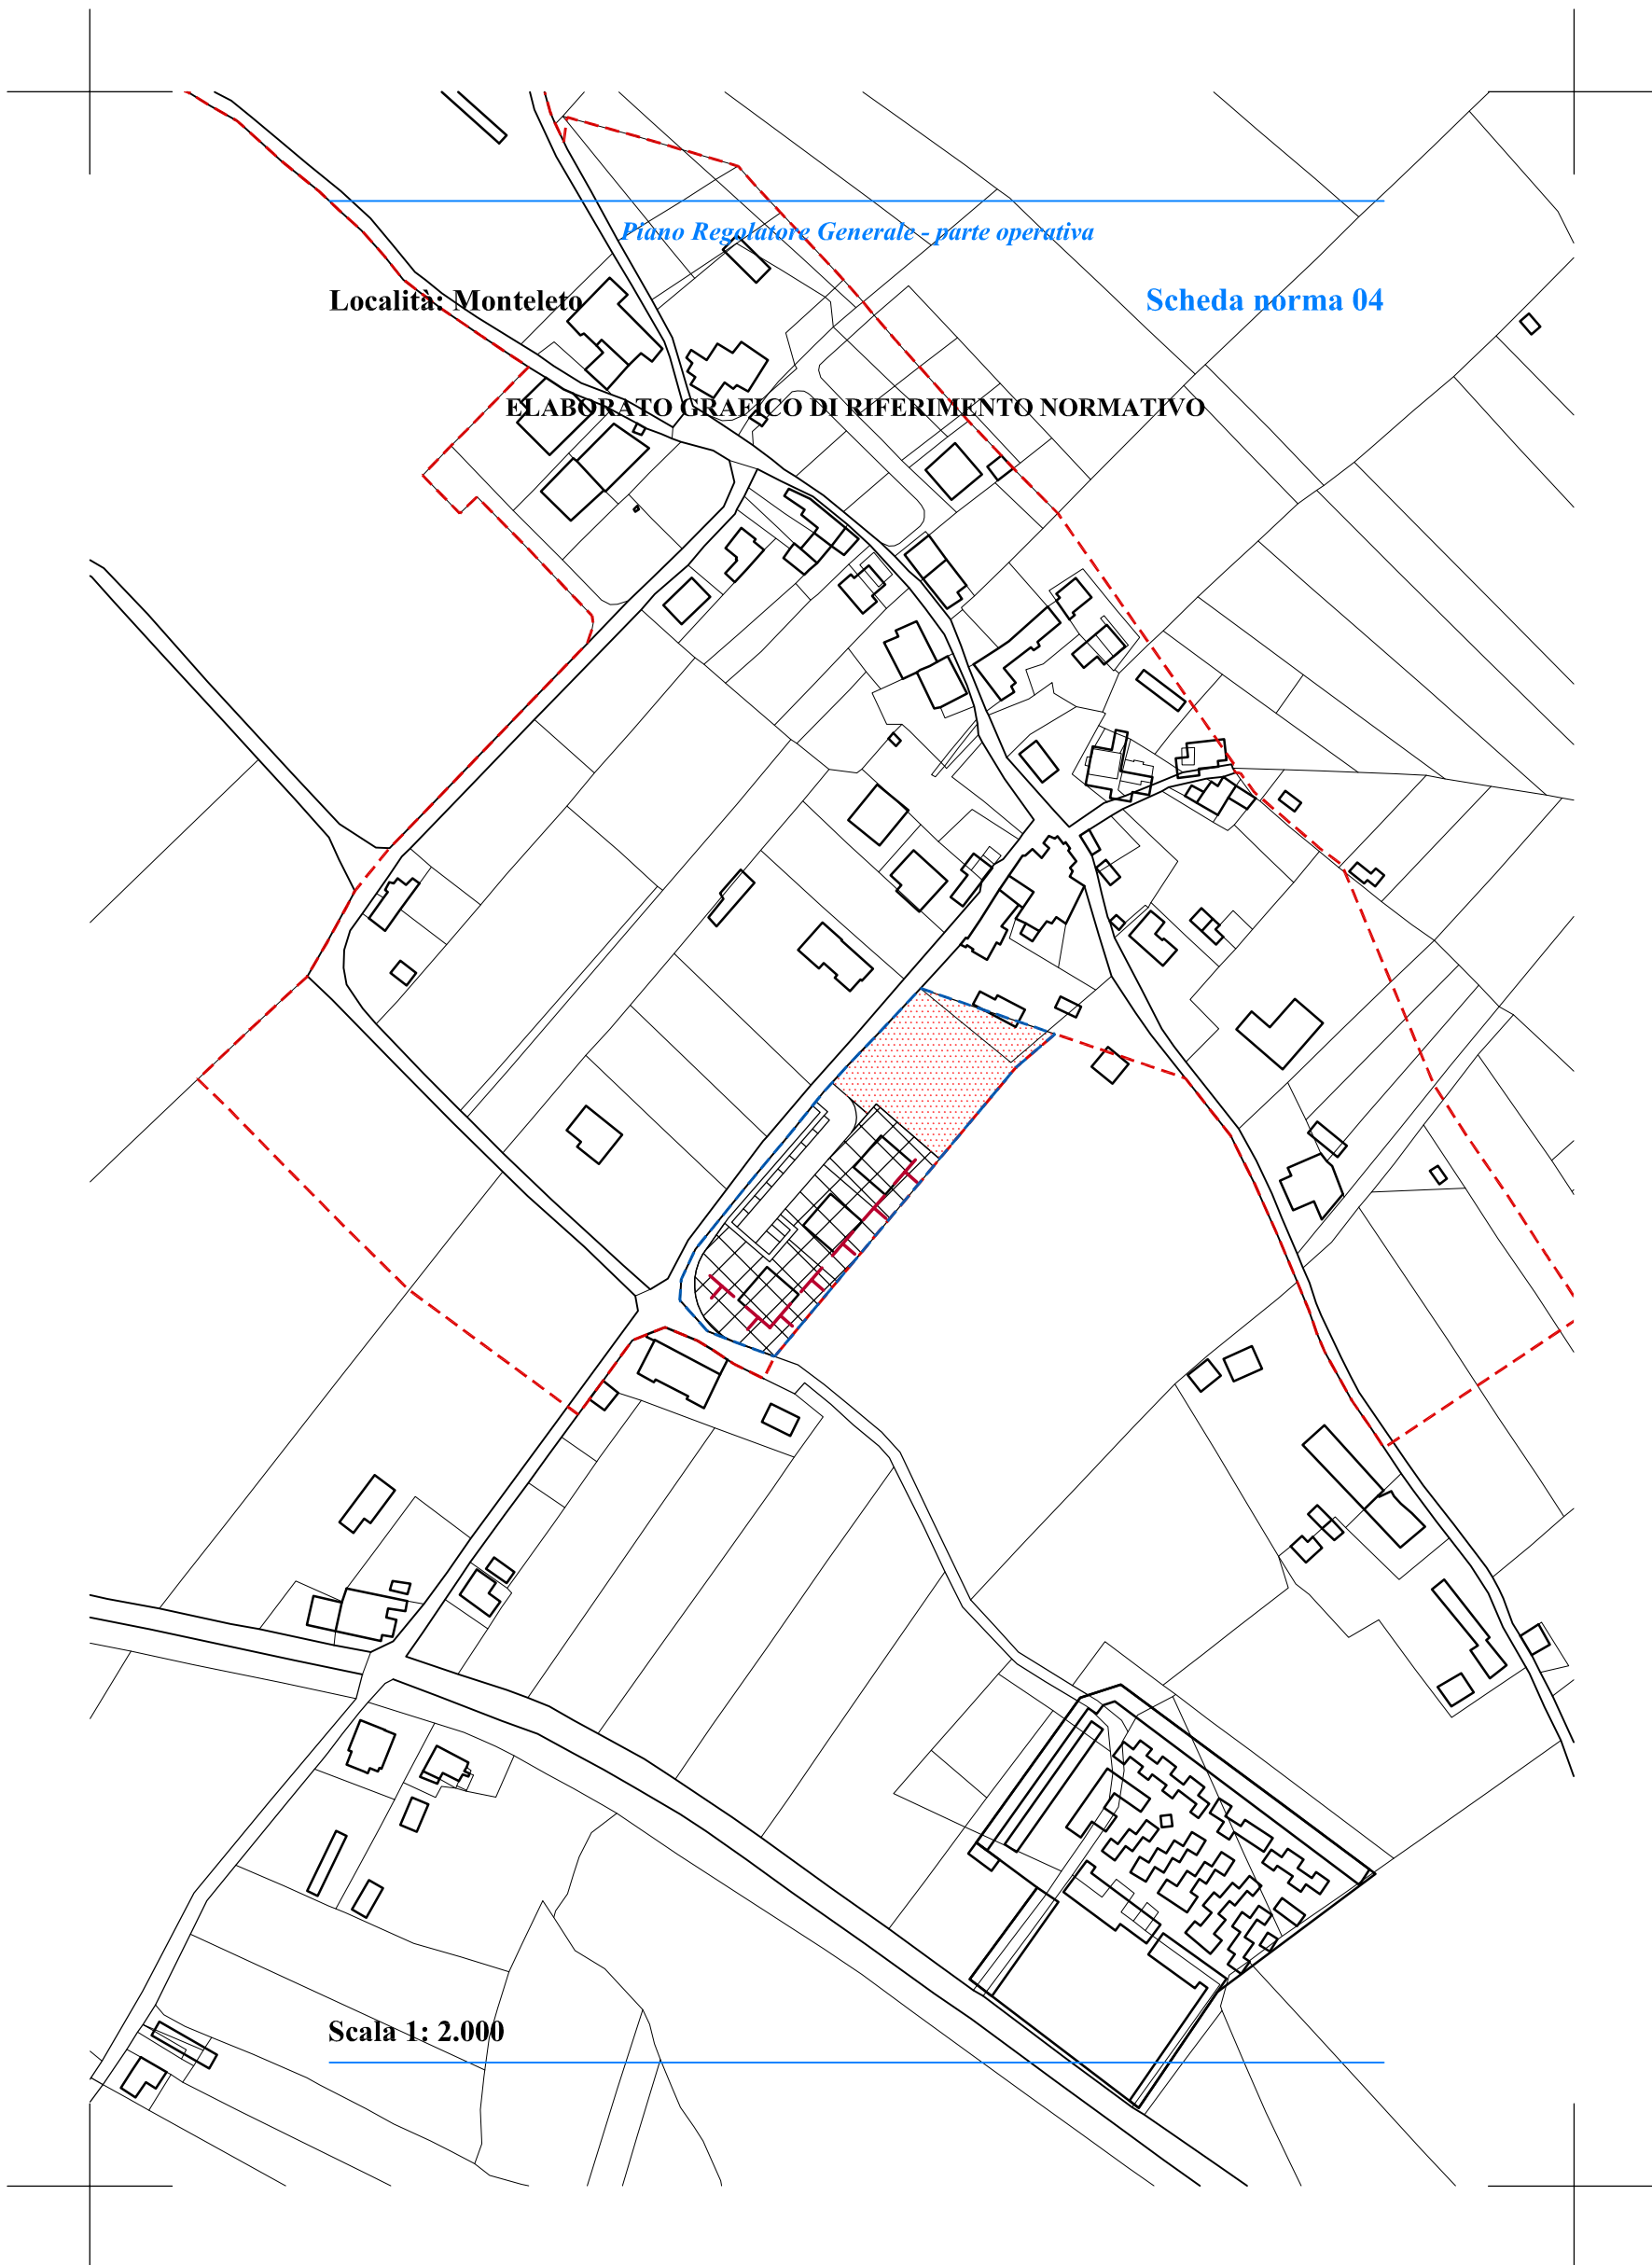 Piano Regolatore Generale - parte operativa
Località: Monteleto
Scheda norma 04
ELABORATO GRAFICO DI RIFERIMENTO NORMATIVO
Scala 1: 2.000